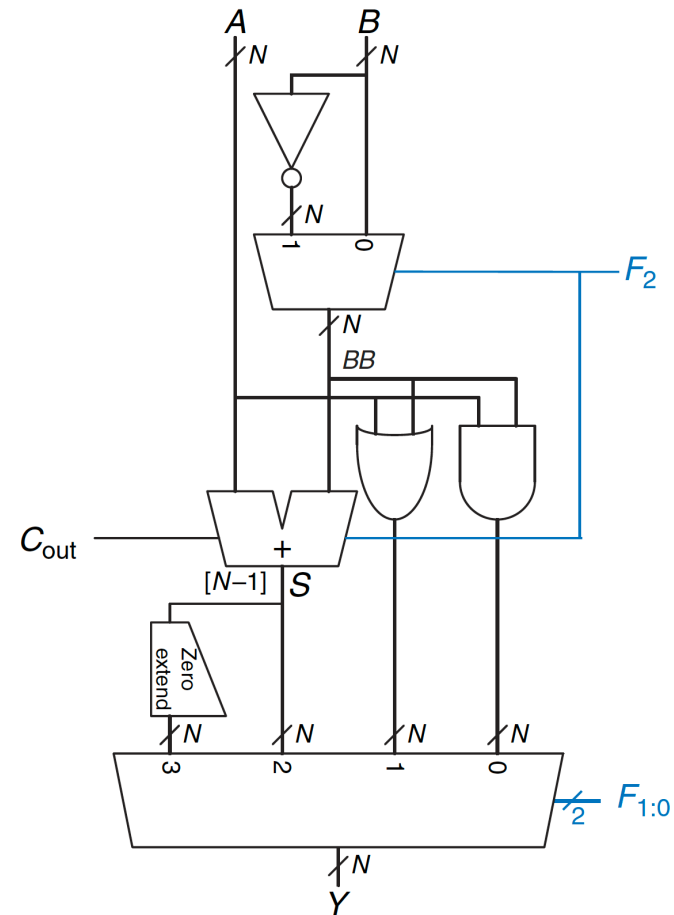 A B
N N
N
1 0
F2
N
BB
Cout
+
[N–1] S
Zero
extend
N N N N
3 2 1 0
2
F1:0
N
Y